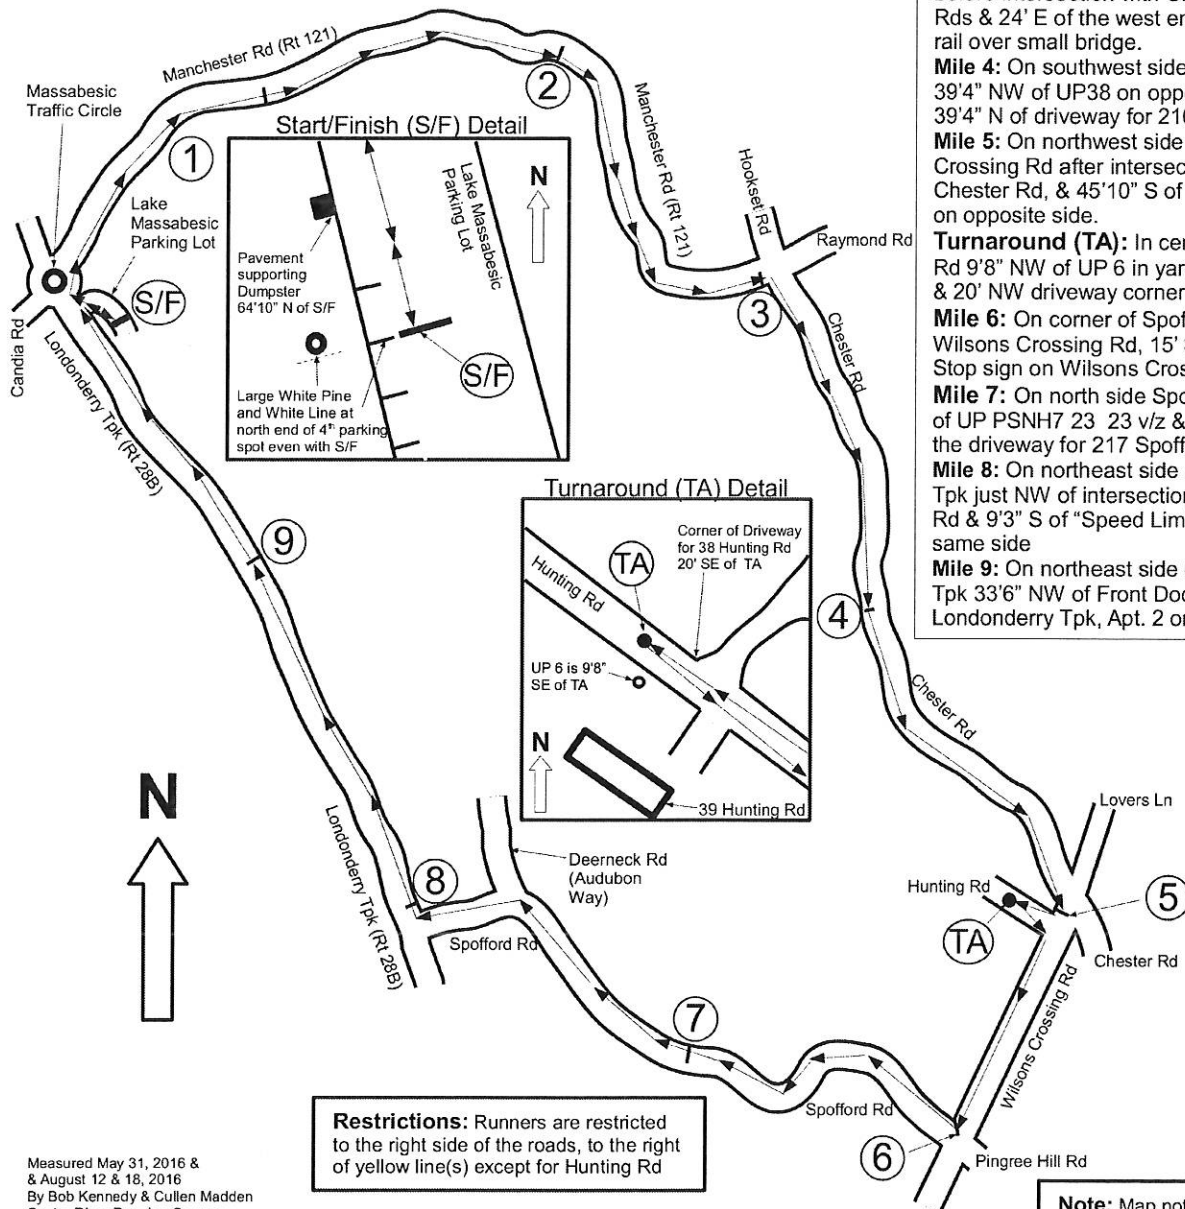 Rds & 24' E of the west en
rail over small bridge.
Mile 4: On southwest side
39'4" NW of UP38 on opp
39'4" N of driveway for 216
Mile 5: On northwest side
Crossing Rd after intersec
Chester Rd, & 45'10" S of
on opposite side.
Turnaround (TA): In cen
Rd 9'8" NW of UP 6 in yar
& 20' NW driveway corner
Mile 6: On corner of Spof
Wilsons Crossing Rd, 15'
Stop sign on Wilsons Cros
Mile 7: On north side Spo
of UP PSNH7 23 23 v/z &
the driveway for 217 Spoff
Mile 8: On northeast side
Tpk just NW of intersection
Rd & 9'3" S of "Speed Lim
same side
Mile 9: On northeast side
Tpk 33'6" NW of Front Doo
Londonderry Tpk, Apt. 2 o
Manchester Rd (Rt 121)
Massabesic
Traffic Circle
1
2
Lake
Massabesic
Parking Lot
S/F
Candia Rd
Londonderry Tpk (Rt 28B)
Start/Finish (S/F) Detail
Lake Massabesic
Parking Lot
N
Pavement
supporting
Dumpster
64'10" N of S/F
S/F
Large White Pine
and White Line at
north end of 4th parking
spot even with S/F
Manchester Rd (Rt 121)
Hookset Rd
Raymond Rd
3
Chester Rd
Turnaround (TA) Detail
Corner of Driveway
for 38 Hunting Rd
20' SE of TA
TA
Hunting Rd
UP 6 is 9'8"
SE of TA
N
39 Hunting Rd
4
Chester Rd
9
N
Londonderry Tpk (Rt 28B)
8
Deerneck Rd
(Audubon
Way)
Spofford Rd
Lovers Ln
Hunting Rd
5
TA
Chester Rd
Wilsons Crossing Rd
7
Spofford Rd
6
Pingree Hill Rd
Restrictions: Runners are restricted
to the right side of the roads, to the right
of yellow line(s) except for Hunting Rd
Measured May 31, 2016 &
& August 12 & 18, 2016
By Bob Kennedy & Cullen Madden
Note: Map not